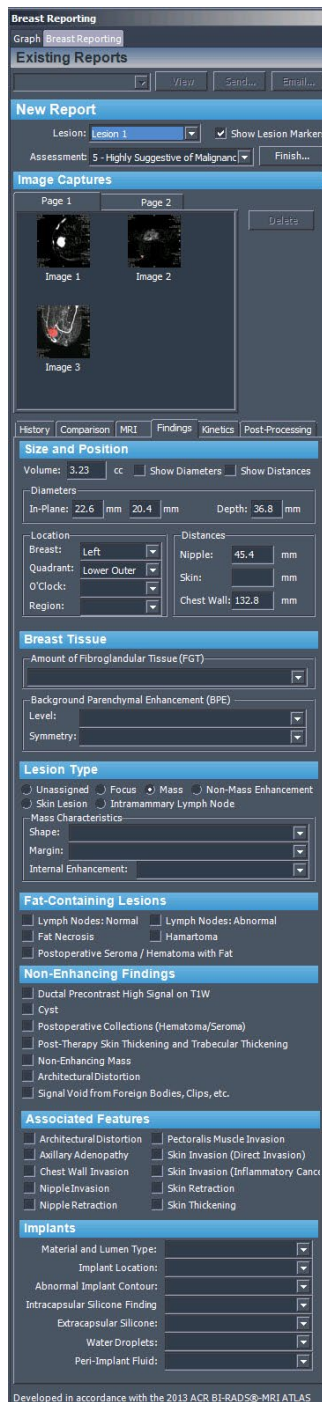 Breast Reporting
Graph Breast Reporting
Existing Reports
View Send... Email...
New Report
Lesion: Lesion 1 Show Lesion Marker
Assessment: 5 - Highly Suggestive of Malignanc Finish...
Image Captures
Page 1 Page 2
Delete
Image 1 Image 2
Image 3
History Comparison MRI Findings Kinetics Post-Processing
Size and Position
Volume: 3.23 cc Show Diameters Show Distances
Diameters
In-Plane: 22.6 mm 20.4 mm Depth: 36.8 mm
Location Distances
Breast: Left Nipple: 45.4 mm
Quadrant: Lower Outer Skin: mm
O'Clock: Chest Wall: 132.8 mm
Region:
Breast Tissue
Amount of Fibroglandular Tissue (FGT)
Background Parenchymal Enhancement (BPE)
Level:
Symmetry:
Lesion Type
Unassigned Focus Mass Non-Mass Enhancement
Skin Lesion Intramammary Lymph Node
Mass Characteristics
Shape:
Margin:
Internal Enhancement:
Fat-Containing Lesions
Lymph Nodes: Normal Lymph Nodes: Abnormal
Fat Necrosis Hamartoma
Postoperative Seroma / Hematoma with Fat
Non-Enhancing Findings
Ductal Precontrast High Signal on T1W
Cyst
Postoperative Collections (Hematoma/Seroma)
Post-Therapy Skin Thickening and Trabecular Thickening
Non-Enhancing Mass
Architectural Distortion
Signal Void from Foreign Bodies, Clips, etc.
Associated Features
Architectural Distortion Pectoralis Muscle Invasion
Axillary Adenopathy Skin Invasion (Direct Invasion)
Chest Wall Invasion Skin Invasion (Inflammatory Cance
Nipple Invasion Skin Retraction
Nipple Retraction Skin Thickening
Implants
Material and Lumen Type:
Implant Location:
Abnormal Implant Contour:
Intracapsular Silicone Finding
Extracapsular Silicone:
Water Droplets:
Peri-Implant Fluid:
Developed in accordance with the 2013 ACR BI-RADS®-MRI ATLAS